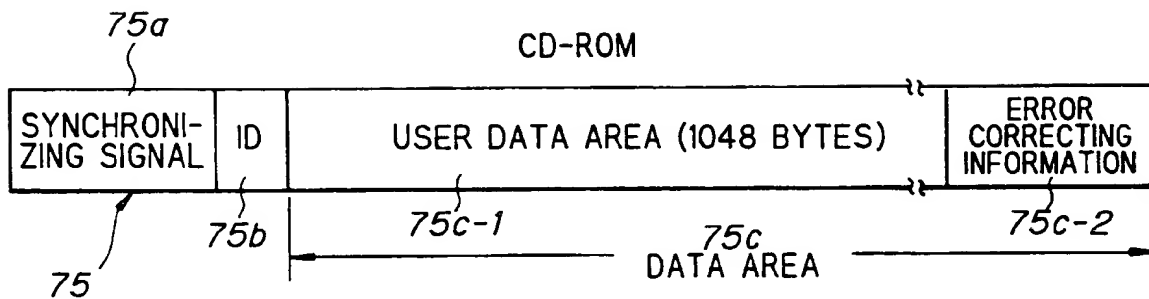 75a
CD-ROM
SYNCHRONI-
ZING SIGNAL
ID
USER DATA AREA (1048 BYTES)
ERROR
CORRECTING
INFORMATION
75b
75c-1
75c
75c-2
DATA AREA
75